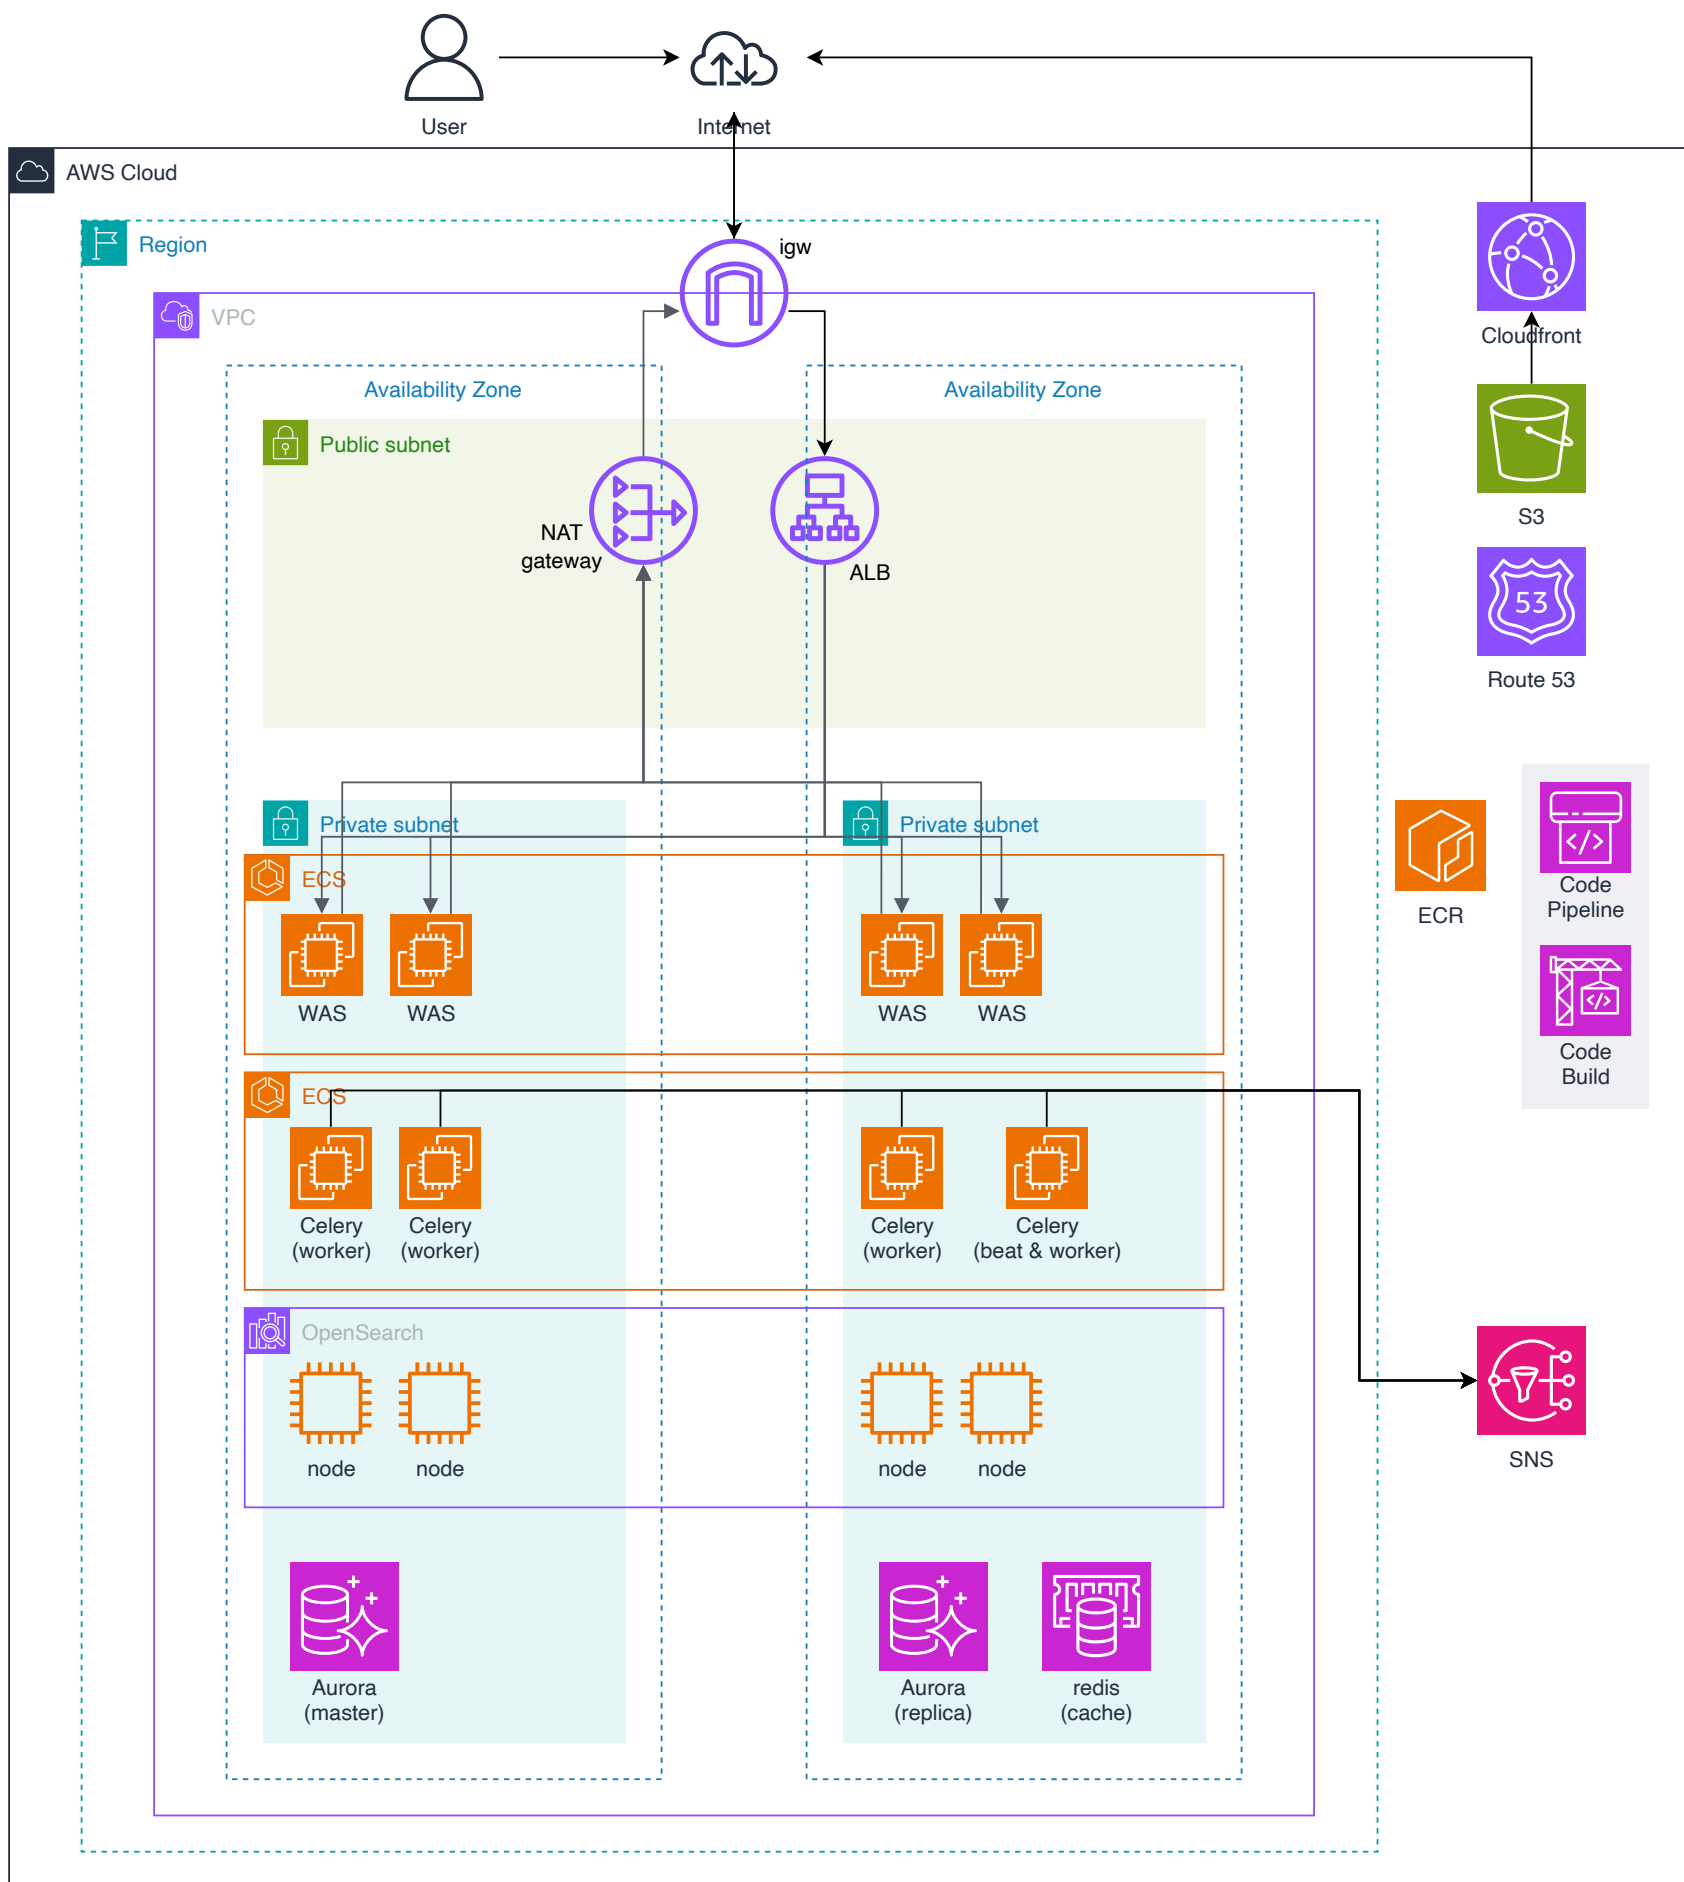 User
Internet
AWS Cloud
Region
igw
VPC
Cloudfront
Availability Zone
Availability Zone
Public subnet
S3
NAT
gateway
ALB
53
Route 53
Private subnet
Private subnet
ECS
Code
Pipeline
ECR
WAS
WAS
WAS
WAS
Code
Build
ECS
Celery
(worker)
Celery
(worker)
Celery
(worker)
Celery
(beat & worker)
OpenSearch
node
node
node
node
SNS
Aurora
(master)
Aurora
(replica)
redis
(cache)